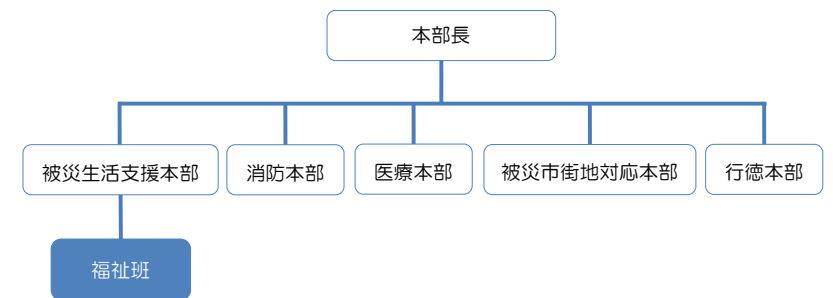 本部長
被災生活支援本部
消防本部
医療本部
被災市街地対応本部
行徳本部
福祉班